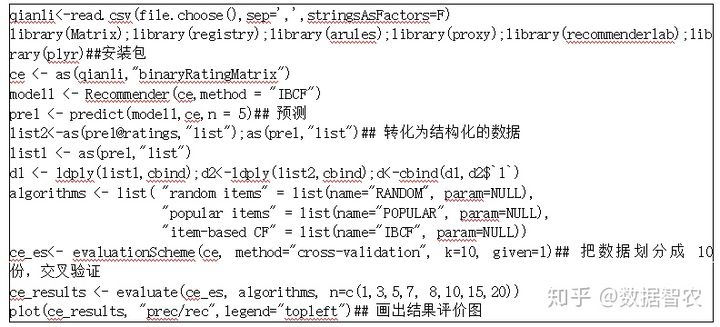 qianli<-read.csv(file.choose(),sep=',',stringsAsFactors=F)
library(Matrix);library(registry);library(arules);library(proxy);library(recommenderlab);lib
rary(plyr)##安装包
ce <- as(qianli,"binaryRatingMatrix")
model1 <- Recommender(ce,method = "IBCF")
pre1 <- predict(model1,ce,n = 5)## 预测
list2<-as(pre1@ratings,"list");as(pre1,"list")## 转化为结构化的数据
list1 <- as(pre1,"list")
d1 <- ldply(list1,cbind);d2<-ldply(list2,cbind);d<-cbind(d1,d2$`1`)
algorithms <- list( "random items" = list(name="RANDOM", param=NULL),
"popular items" = list(name="POPULAR", param=NULL),
"item-based CF" = list(name="IBCF", param=NULL))
ce_es<- evaluationScheme(ce, method="cross-validation", k=10, given=1)## 把数据划分成 10
份，交叉验证
ce_results <- evaluate(ce_es, algorithms, n=c(1,3,5,7, 8,10,15,20))
plot(ce_results, "prec/rec",legend="topleft")## 画出结果评价图
知乎 @数据智农